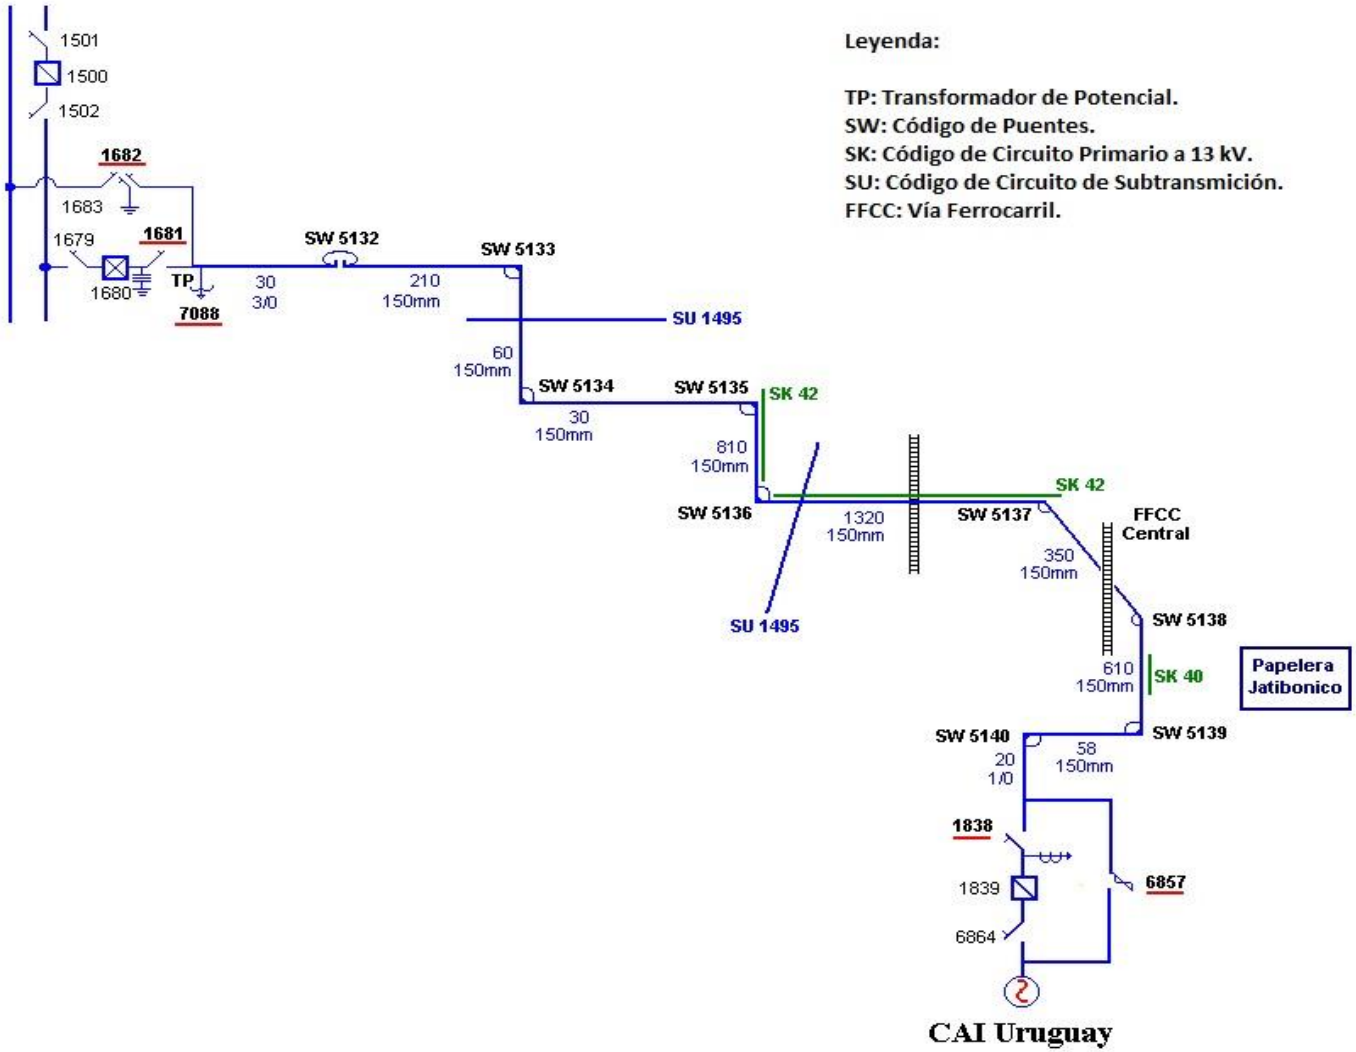 Leyenda:
TP: Transformador de Potencial.
SW: Código de Puentes.
SK: Código de Circuito Primario a 13 kV.
SU: Código de Circuito de Subtransmición.
FFCC: Vía Ferrocarril.
1501
1500
1502
1682
1683
1679
1681
1680
TP
7088
30
3/0
SW 5132
210
150mm
SW 5133
SU 1495
60
150mm
SW 5134
30
150mm
SW 5135
SK 42
810
150mm
SW 5136
SU 1495
1320
150mm
SK 42
SW 5137
FFCC
Central
350
150mm
SW 5138
610
150mm
SK 40
Papelera
Jatibonico
SW 5139
58
150mm
SW 5140
20
1/0
1838
1839
6864
6857
CAI Uruguay